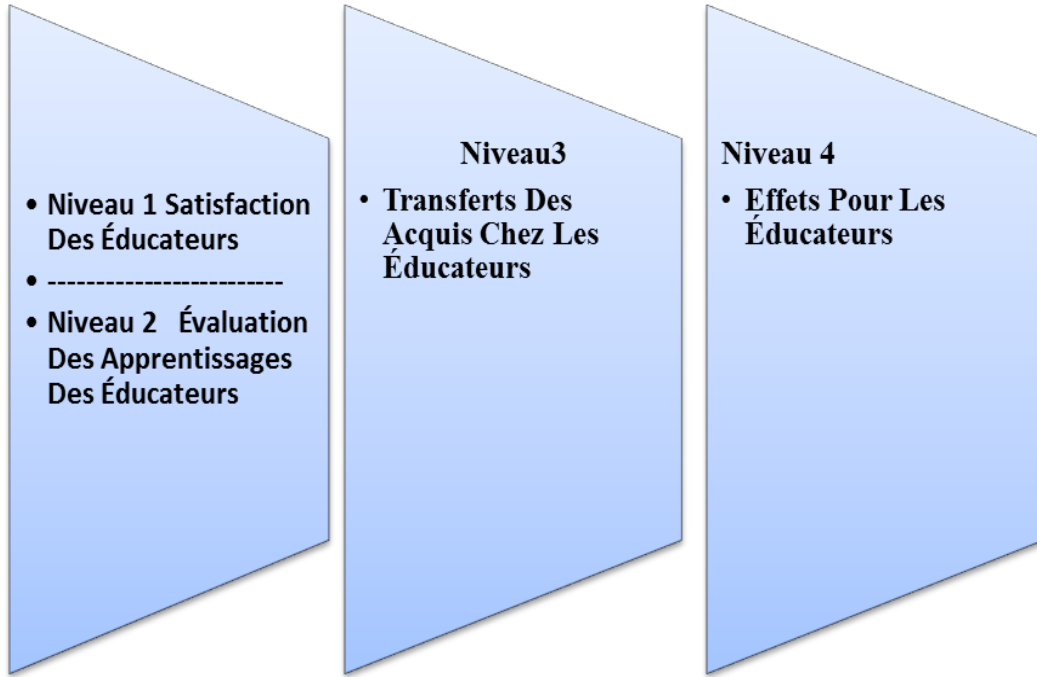 • Niveau 1 Satisfaction
Des Éducateurs
• -------------------------
• Niveau 2 Évaluation
Des Apprentissages
Des Éducateurs
Niveau3
• Transferts Des
Acquis Chez Les
Éducateurs
Niveau 4
• Effets Pour Les
Éducateurs